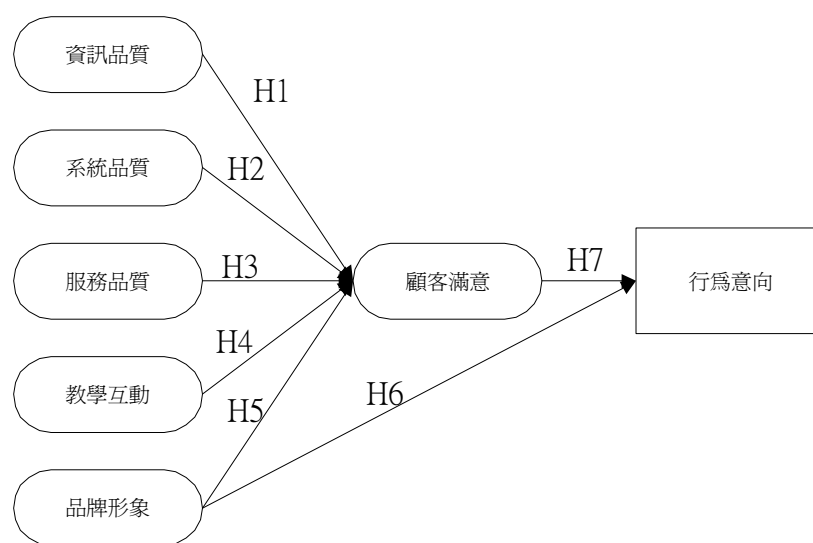 資訊品質
H1
系統品質
H2
服務品質
H3
顧客滿意
H7
行為意向
教學互動
H4
H5
H6
品牌形象